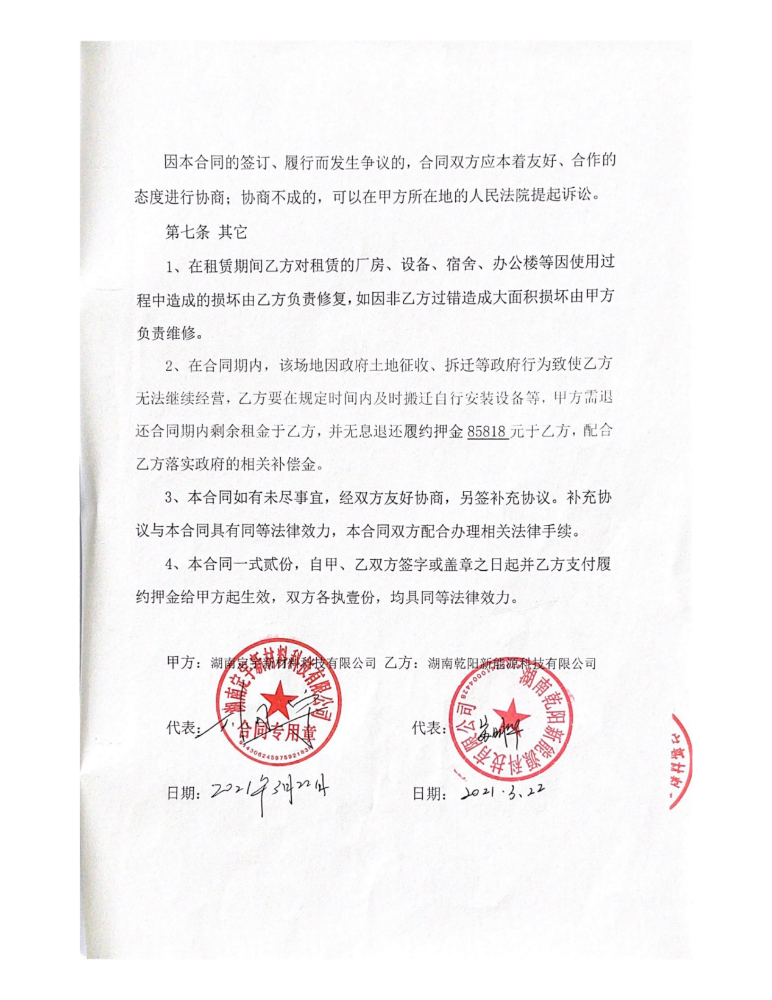 因本合同的签订、履行而发生争议的，合同双方应本着友好、合作的
态度进行协商；协商不成的，可以在甲方所在地的人民法院提起诉讼。
第七条 其它
1、在租赁期间乙方对租赁的厂房、设备、宿舍、办公楼等因使用过
程中造成的损坏由乙方负责修复，如因非乙方过错造成大面积损坏由甲方
负责维修。
2、在合同期内，该场地因政府土地征收、拆迁等政府行为致使乙方
无法继续经营，乙方要在规定时间内及时搬迁自行安装设备等，甲方需退
还合同期内剩余租金于乙方，并无息退还履约押金 85818 元于乙方，配合
乙方落实政府的相关补偿金。
3、本合同如有未尽事宜，经双方友好协商，另签补充协议。补充协
议与本合同具有同等法律效力，本合同双方配合办理相关法律手续。
4、本合同一式贰份，自甲、乙双方签字或盖章之日起并乙方支付履
约押金给甲方起生效，双方各执壹份，均具同等法律效力。
甲方：湖南定宇新材料科技有限公司 乙方：湖南乾阳新能源科技有限公司
湖南定宇新材料科技有限公司
合同专用章
湖南乾阳新能源科技有限公司
代表： 代表：
日期：2021年3月22日 日期：2021.3.22